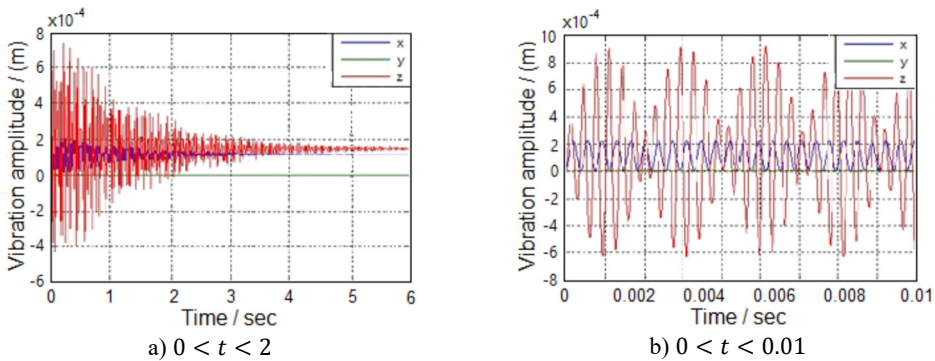 ×10⁻⁴
8
6
4
2
0
-2
-4
-6
0 1 2 3 4 5 6
x
y
z
Vibration amplitude / (m)
Time / sec
a) 0 < t < 2
×10⁻⁴
10
8
6
4
2
0
-2
-4
-6
-8
0 0.002 0.004 0.006 0.008 0.01
x
y
z
Vibration amplitude / (m)
Time / sec
b) 0 < t < 0.01